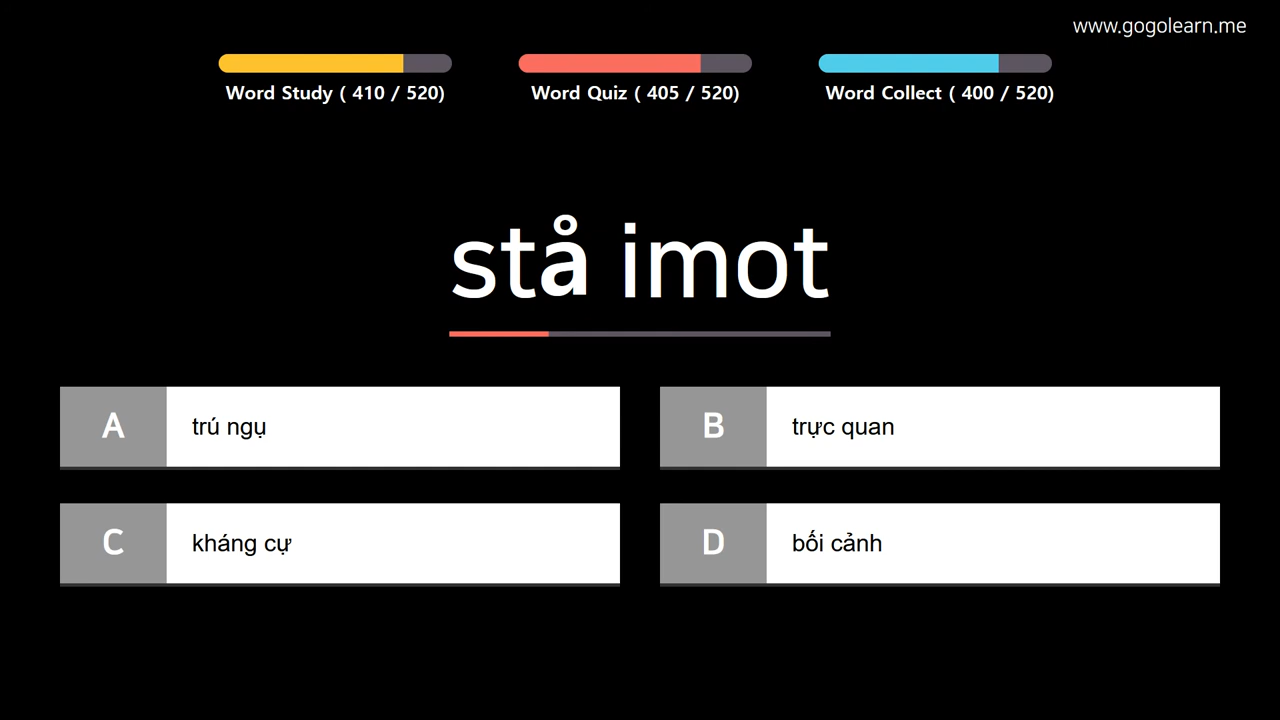 www.gogolearn.me
Word Study ( 410 / 520)
Word Quiz ( 405 / 520)
Word Collect ( 400 / 520)
stå imot
A trú ngụ
B trực quan
C kháng cự
D bối cảnh